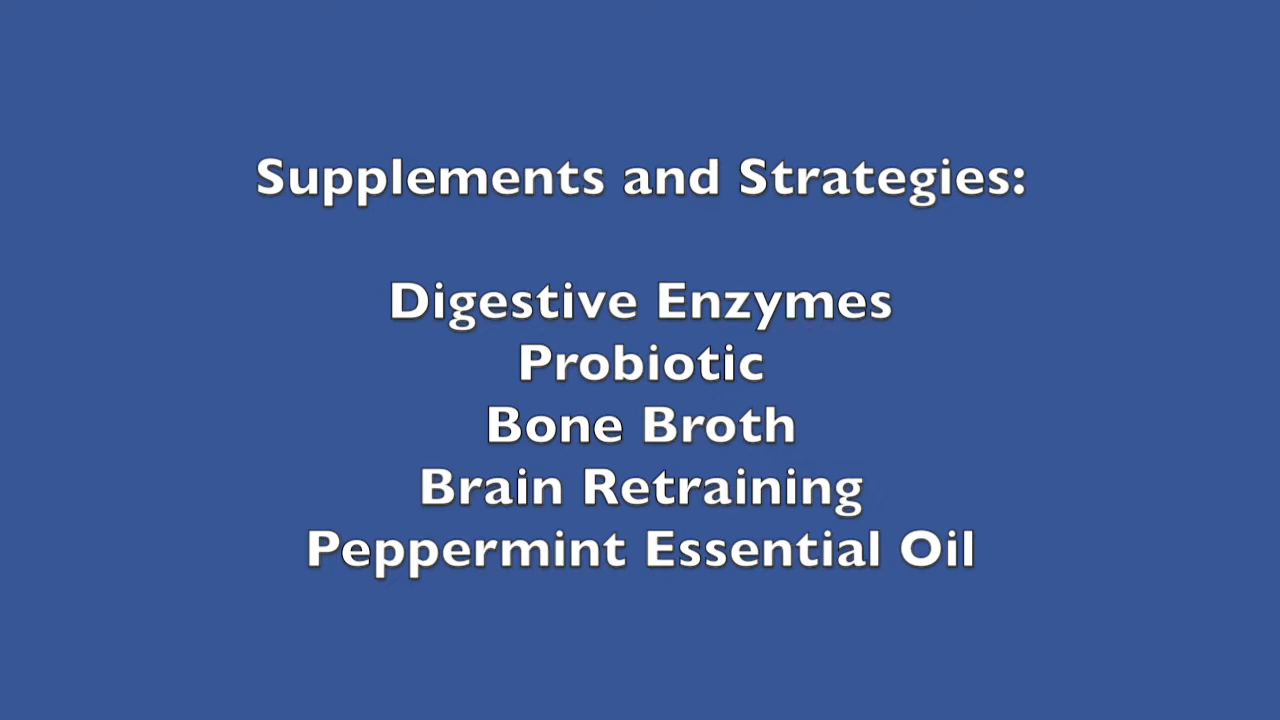 Supplements and Strategies:
Digestive Enzymes
Probiotic
Bone Broth
Brain Retraining
Peppermint Essential Oil